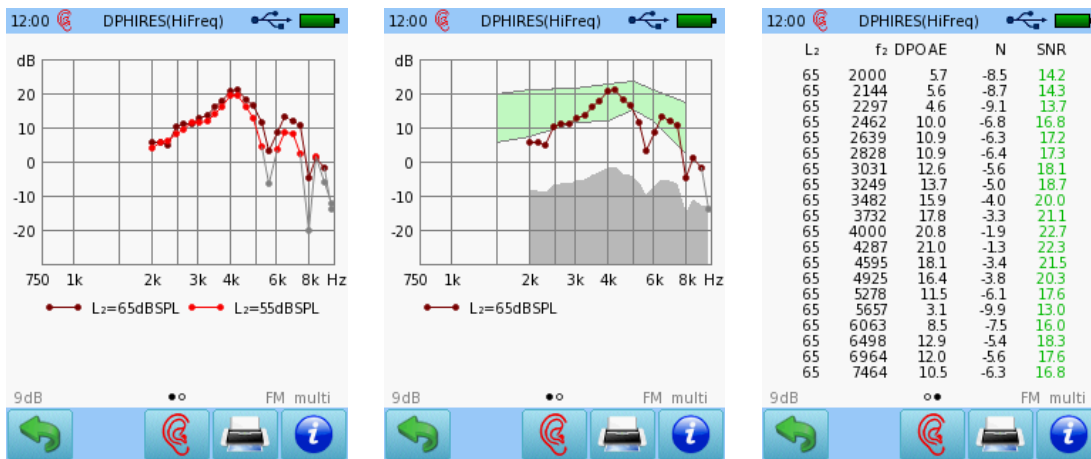 12:00 DPHIRES(HiFreq)
dB
20
10
0
-10
-20
750 1k 2k 3k 4k 6k 8k Hz
L₂=65dBSPL L₂=55dBSPL
9dB FM multi
12:00 DPHIRES(HiFreq)
dB
20
10
0
-10
-20
750 1k 2k 3k 4k 6k 8k Hz
L₂=65dBSPL
9dB FM multi
12:00 DPHIRES(HiFreq)
L₂ f₂ DPOAE N SNR
65 2000 5.7 -8.5 14.2
65 2144 5.6 -8.7 14.3
65 2297 4.6 -9.1 13.7
65 2462 10.0 -6.8 16.8
65 2639 10.9 -6.3 17.2
65 2828 10.9 -6.4 17.3
65 3031 12.6 -5.6 18.1
65 3249 13.7 -5.0 18.7
65 3482 15.9 -4.0 20.0
65 3732 17.8 -3.3 21.1
65 4000 20.8 -1.9 22.7
65 4287 21.0 -1.3 22.3
65 4595 18.1 -3.4 21.5
65 4925 16.4 -3.8 20.3
65 5278 11.5 -6.1 17.6
65 5657 3.1 -9.9 13.0
65 6063 8.5 -7.5 16.0
65 6498 12.9 -5.4 18.3
65 6964 12.0 -5.6 17.6
65 7464 10.5 -6.3 16.8
9dB FM multi